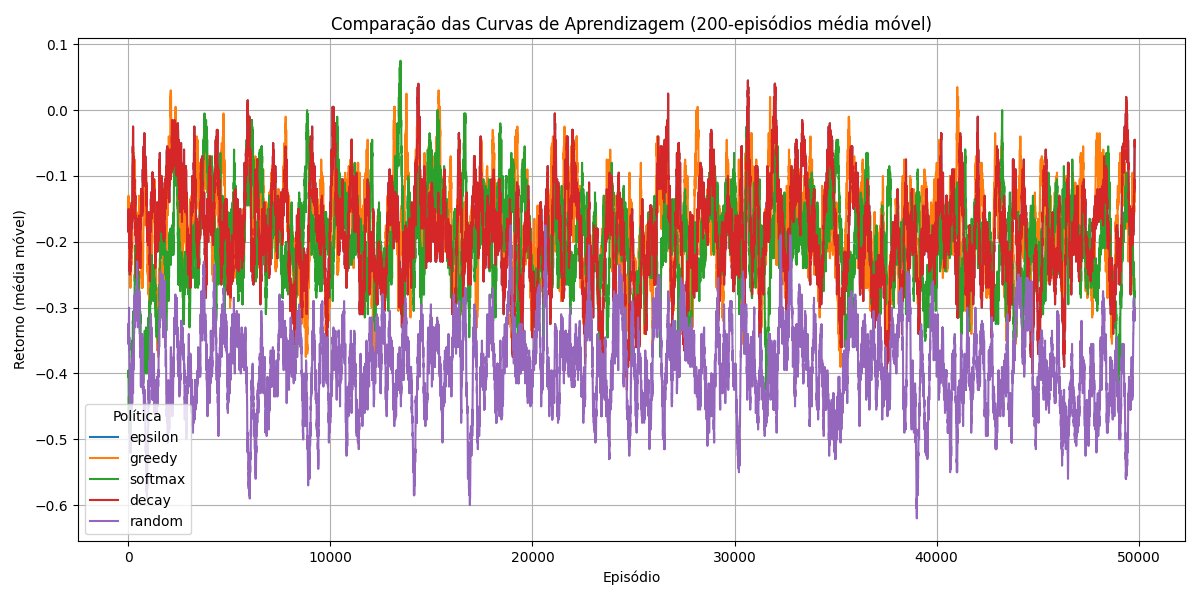 Comparação das Curvas de Aprendizagem (200-episódios média móvel)
Retorno (média móvel)
0.1
0.0
−0.1
−0.2
−0.3
−0.4
−0.5
−0.6
Política
epsilon
greedy
softmax
decay
random
0 10000 20000 30000 40000 50000
Episódio